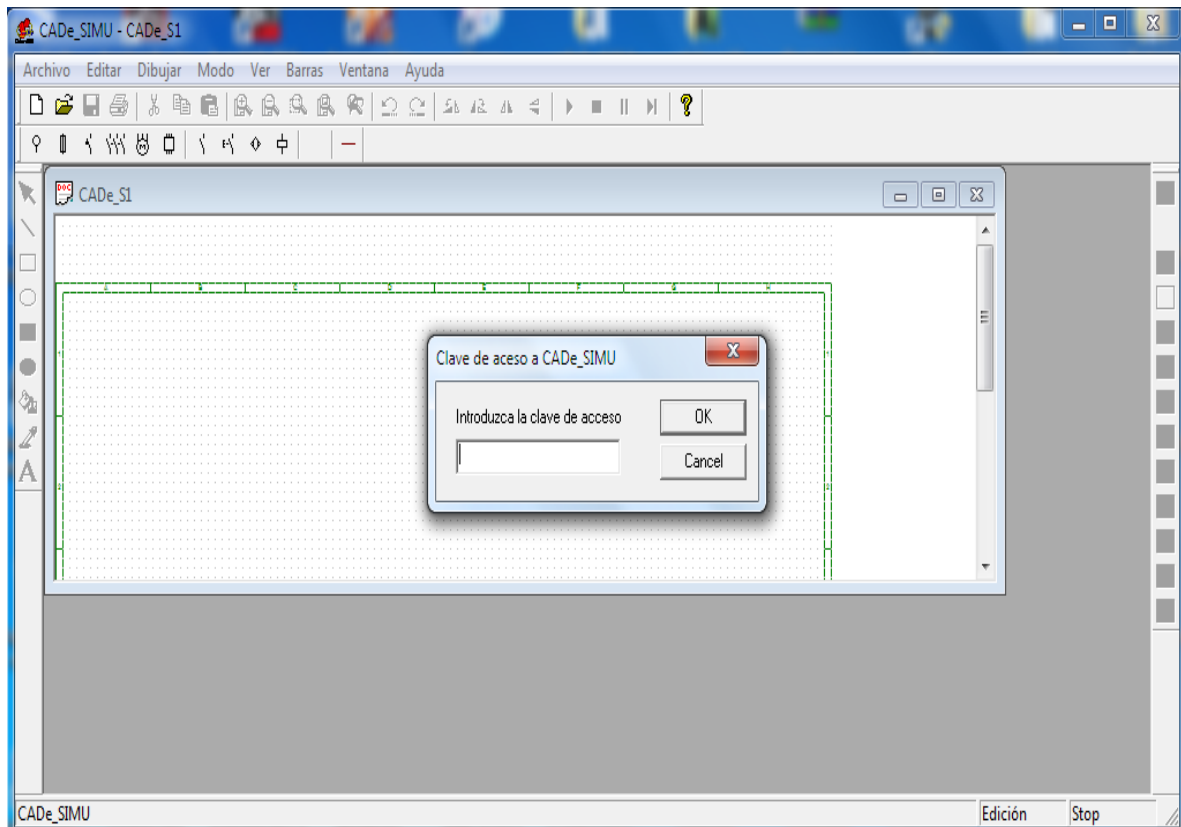 CADe_SIMU - CADe_S1
Archivo Editar Dibujar Modo Ver Barras Ventana Ayuda
CADe_S1
Clave de aceso a CADe_SIMU
Introduzca la clave de acceso
OK
Cancel
CADe_SIMU
Edición
Stop